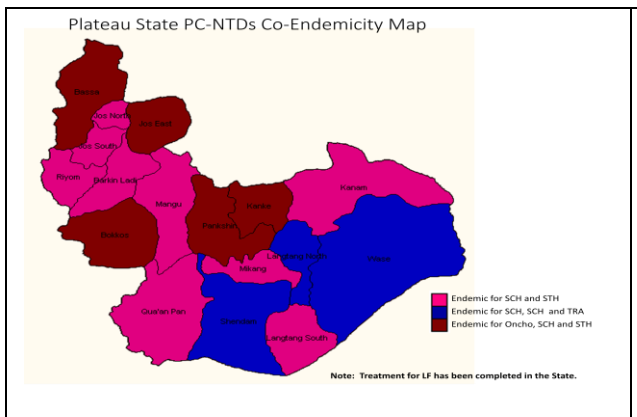 Plateau State PC-NTDs Co-Endemicity Map
Bassa
Jos North
Jos East
Jos South
Riyom
Barkin Ladi
Mangu
Kanam
Kanke
Pankshin
Bokkos
Langtang North
Wase
Mikang
Qua'an Pan
Shendam
Langtang South
Endemic for SCH and STH
Endemic for SCH, SCH and TRA
Endemic for Oncho, SCH and STH
Note: Treatment for LF has been completed in the State.